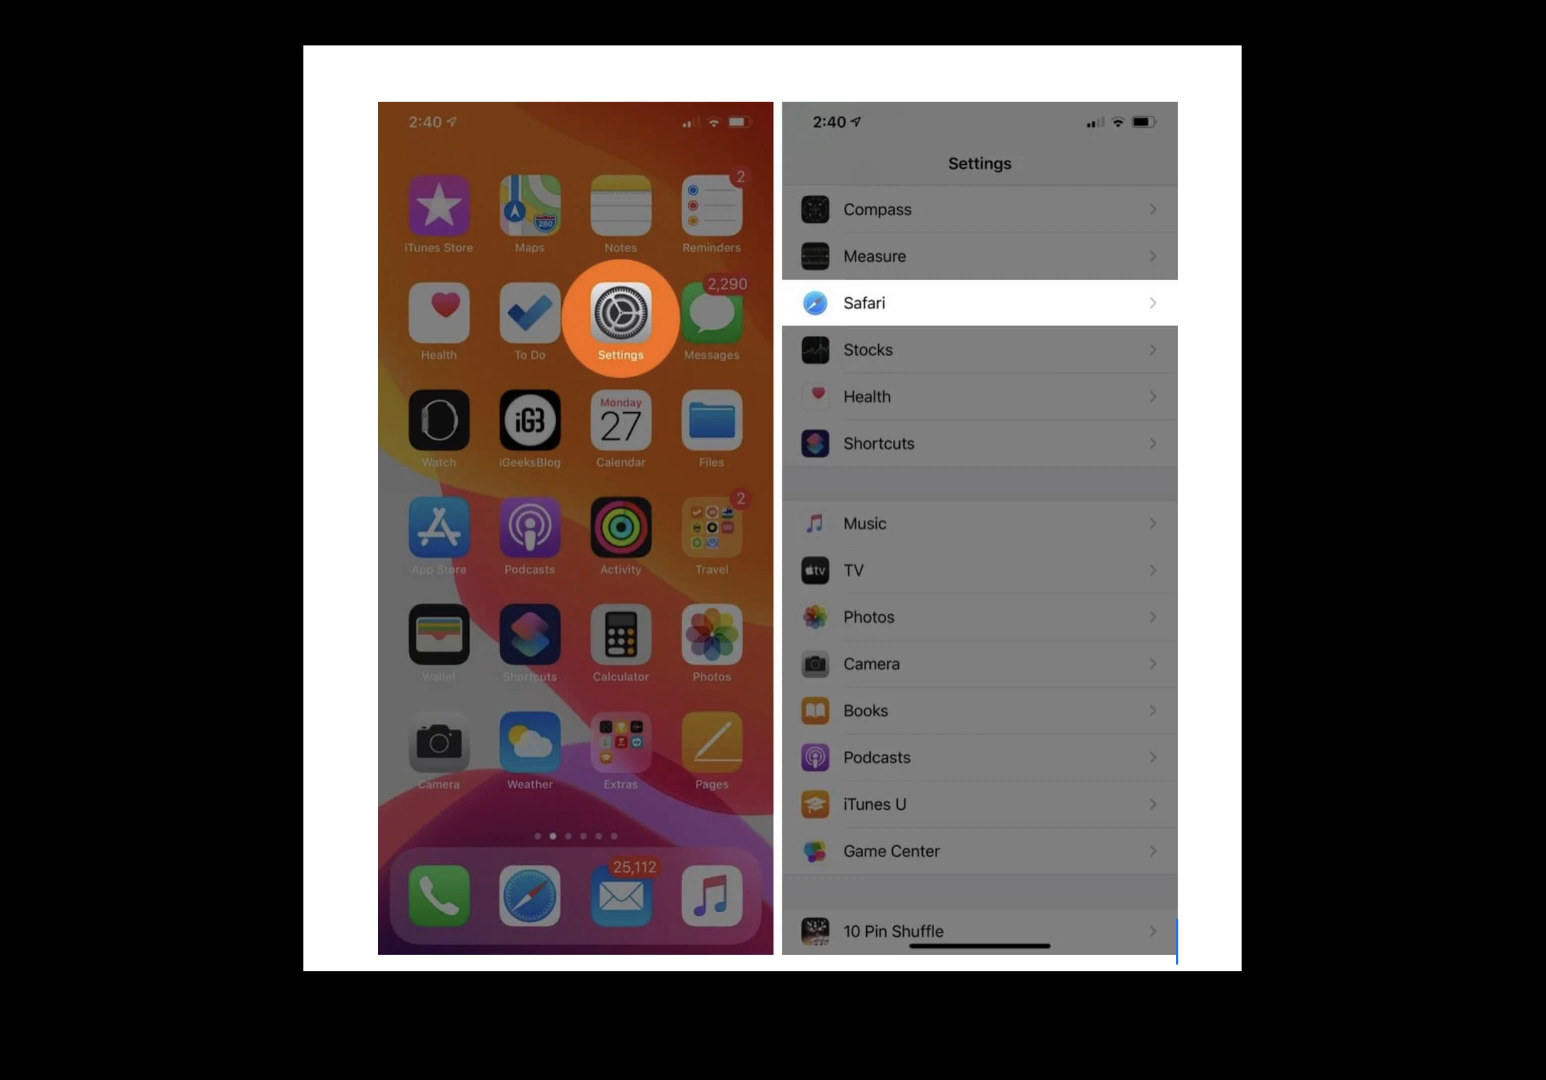 2:40
2
iTunes Store
Maps
280
Notes
Reminders
2,290
Health
To Do
Settings
Messages
iGB
Monday
27
Watch
iGeeksBlog
Calendar
Files
2
App Store
Podcasts
Activity
Travel
Wallet
Shortcuts
Calculator
Photos
Camera
Weather
Extras
Pages
25,112
2:40
Settings
Compass
Measure
Safari
Stocks
Health
Shortcuts
Music
tv TV
Photos
Camera
Books
Podcasts
iTunes U
Game Center
10 Pin Shuffle